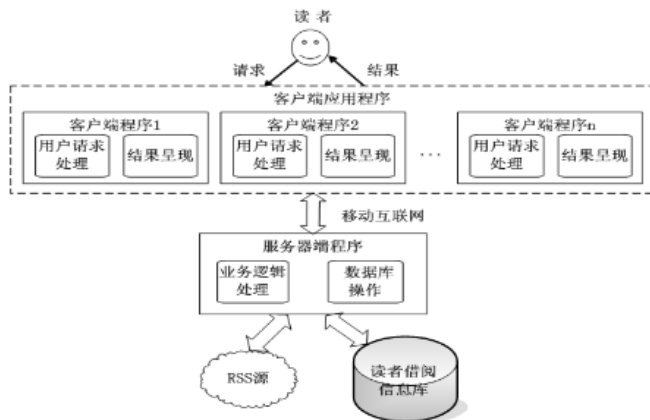 读 者
请求
结果
客户端应用程序
客户端程序1
客户端程序2
客户端程序n
用户请求
处理
结果呈现
用户请求
处理
结果呈现
...
用户请求
处理
结果呈现
移动互联网
服务器端程序
业务逻辑
处理
数据库
操作
RSS源
读者借阅
信息库